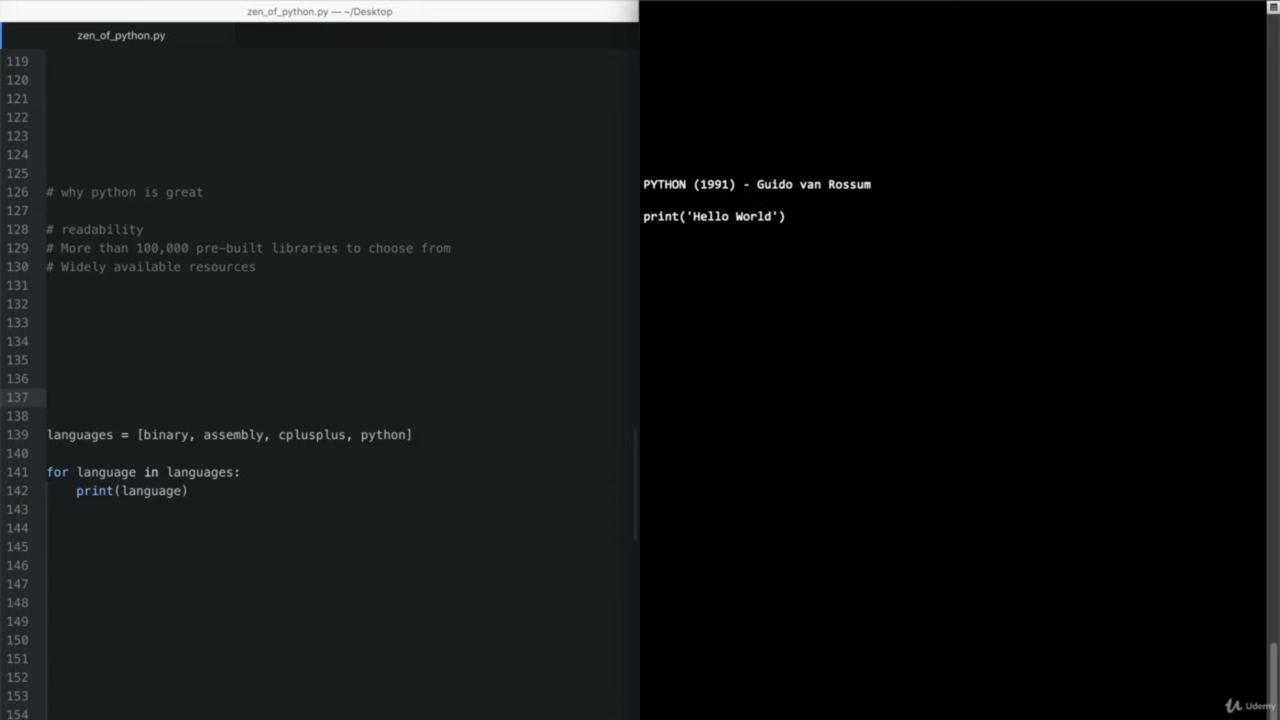 zen_of_python.py — ~/Desktop
zen_of_python.py
119
120
121
122
123
124
125
126 # why python is great
127
128 # readability
129 # More than 100,000 pre-built libraries to choose from
130 # Widely available resources
131
132
133
134
135
136
137
138
139 languages = [binary, assembly, cplusplus, python]
140
141 for language in languages:
142     print(language)
143
144
145
146
147
148
149
150
151
152
153
154
PYTHON (1991) - Guido van Rossum
print('Hello World')
Udemy